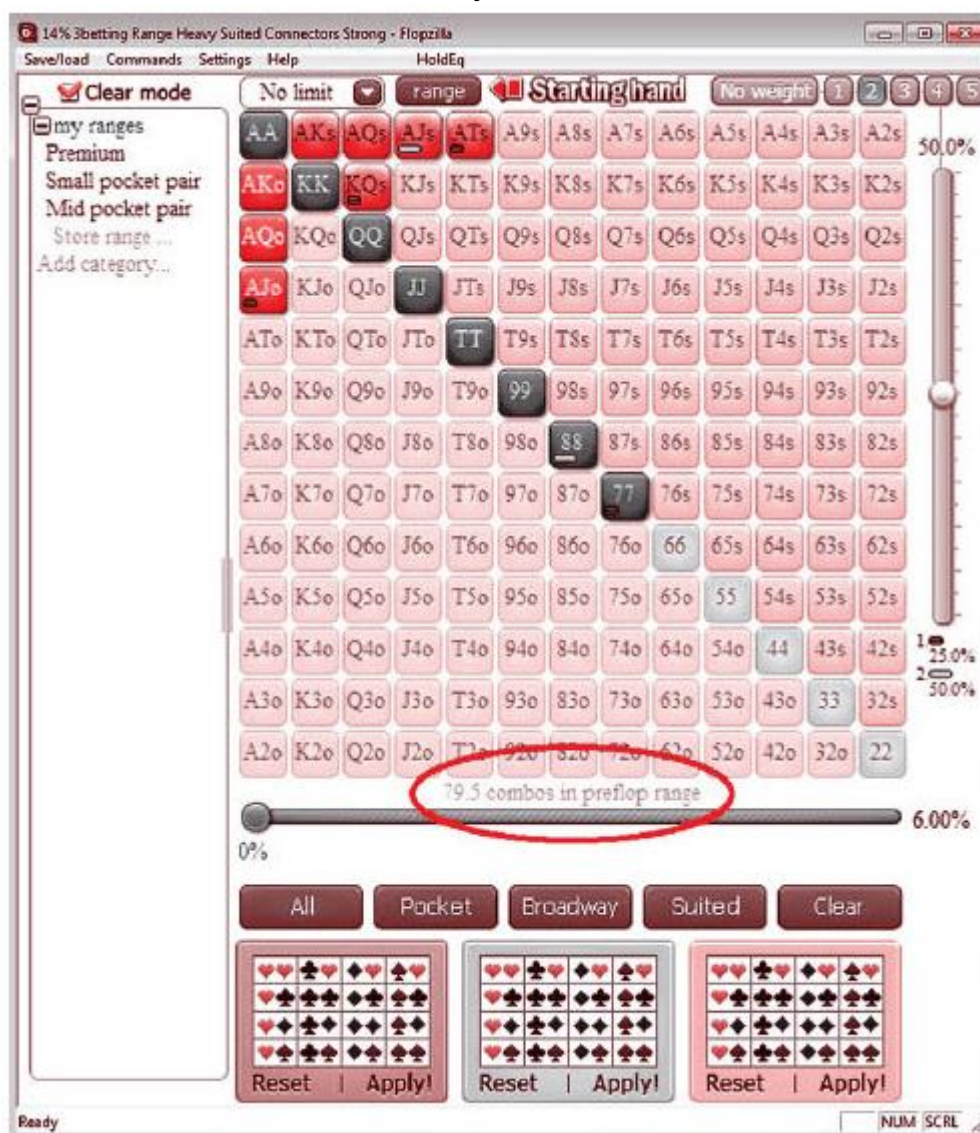 14% 3betting Range Heavy Suited Connectors Strong - Flopzilla
Save/load Commands Settings Help HoldEq
Clear mode No limit range Starting hand No weight 1 2 3 4 5
my ranges
Premium
Small pocket pair
Mid pocket pair
Store range ...
Add category...
AA AKs AQs AJs ATs A9s A8s A7s A6s A5s A4s A3s A2s
50.0%
AKo KK KQs KJs KTs K9s K8s K7s K6s K5s K4s K3s K2s
AQo KQo QQ QJs QTs Q9s Q8s Q7s Q6s Q5s Q4s Q3s Q2s
AJo KJo QJo JJ JTs J9s J8s J7s J6s J5s J4s J3s J2s
ATo KTo QTo JTo TT T9s T8s T7s T6s T5s T4s T3s T2s
A9o K9o Q9o J9o T9o 99 98s 97s 96s 95s 94s 93s 92s
A8o K8o Q8o J8o T8o 98o 88 87s 86s 85s 84s 83s 82s
A7o K7o Q7o J7o T7o 97o 87o 77 76s 75s 74s 73s 72s
A6o K6o Q6o J6o T6o 96o 86o 76o 66 65s 64s 63s 62s
A5o K5o Q5o J5o T5o 95o 85o 75o 65o 55 54s 53s 52s
A4o K4o Q4o J4o T4o 94o 84o 74o 64o 54o 44 43s 42s
1 25.0%
2 50.0%
A3o K3o Q3o J3o T3o 93o 83o 73o 63o 53o 43o 33 32s
A2o K2o Q2o J2o T2o 92o 82o 72o 62o 52o 42o 32o 22
79.5 combos in preflop range
6.00%
0%
All Pocket Broadway Suited Clear
Reset | Apply! Reset | Apply! Reset | Apply!
Ready NUM SCRL